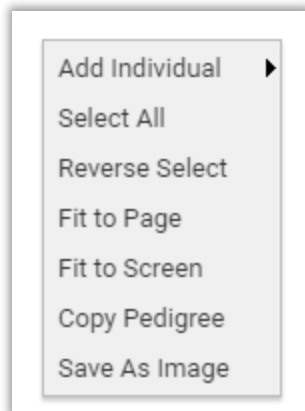 Add Individual
Select All
Reverse Select
Fit to Page
Fit to Screen
Copy Pedigree
Save As Image